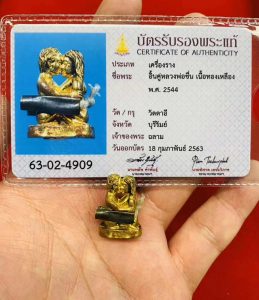 บัตรรับรองพระแท้
CERTIFICATE OF AUTHENTICITY
ประเภท เครื่องราง
ชื่อพระ อิ้นคู่หลวงพ่อชื่น เนื้อทองเหลือง
พ.ศ. 2544
วัด / กรุ วัดตาอี
จังหวัด บุรีรัมย์
เจ้าของพระ ฉลาม
วันออกบัตร 18 กุมภาพันธ์ 2563
63-02-4909